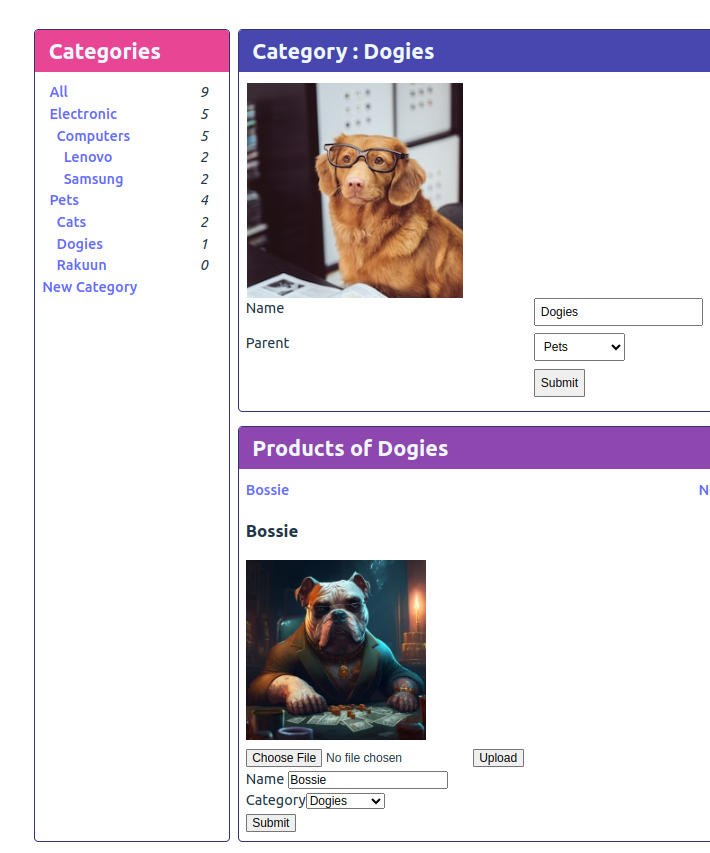 Categories
All 9
Electronic 5
Computers 5
Lenovo 2
Samsung 2
Pets 4
Cats 2
Dogies 1
Rakuun 0
New Category
Category : Dogies
Name Dogies
Parent Pets
Submit
Products of Dogies
Bossie N
Bossie
Choose File No file chosen Upload
Name Bossie
Category Dogies
Submit